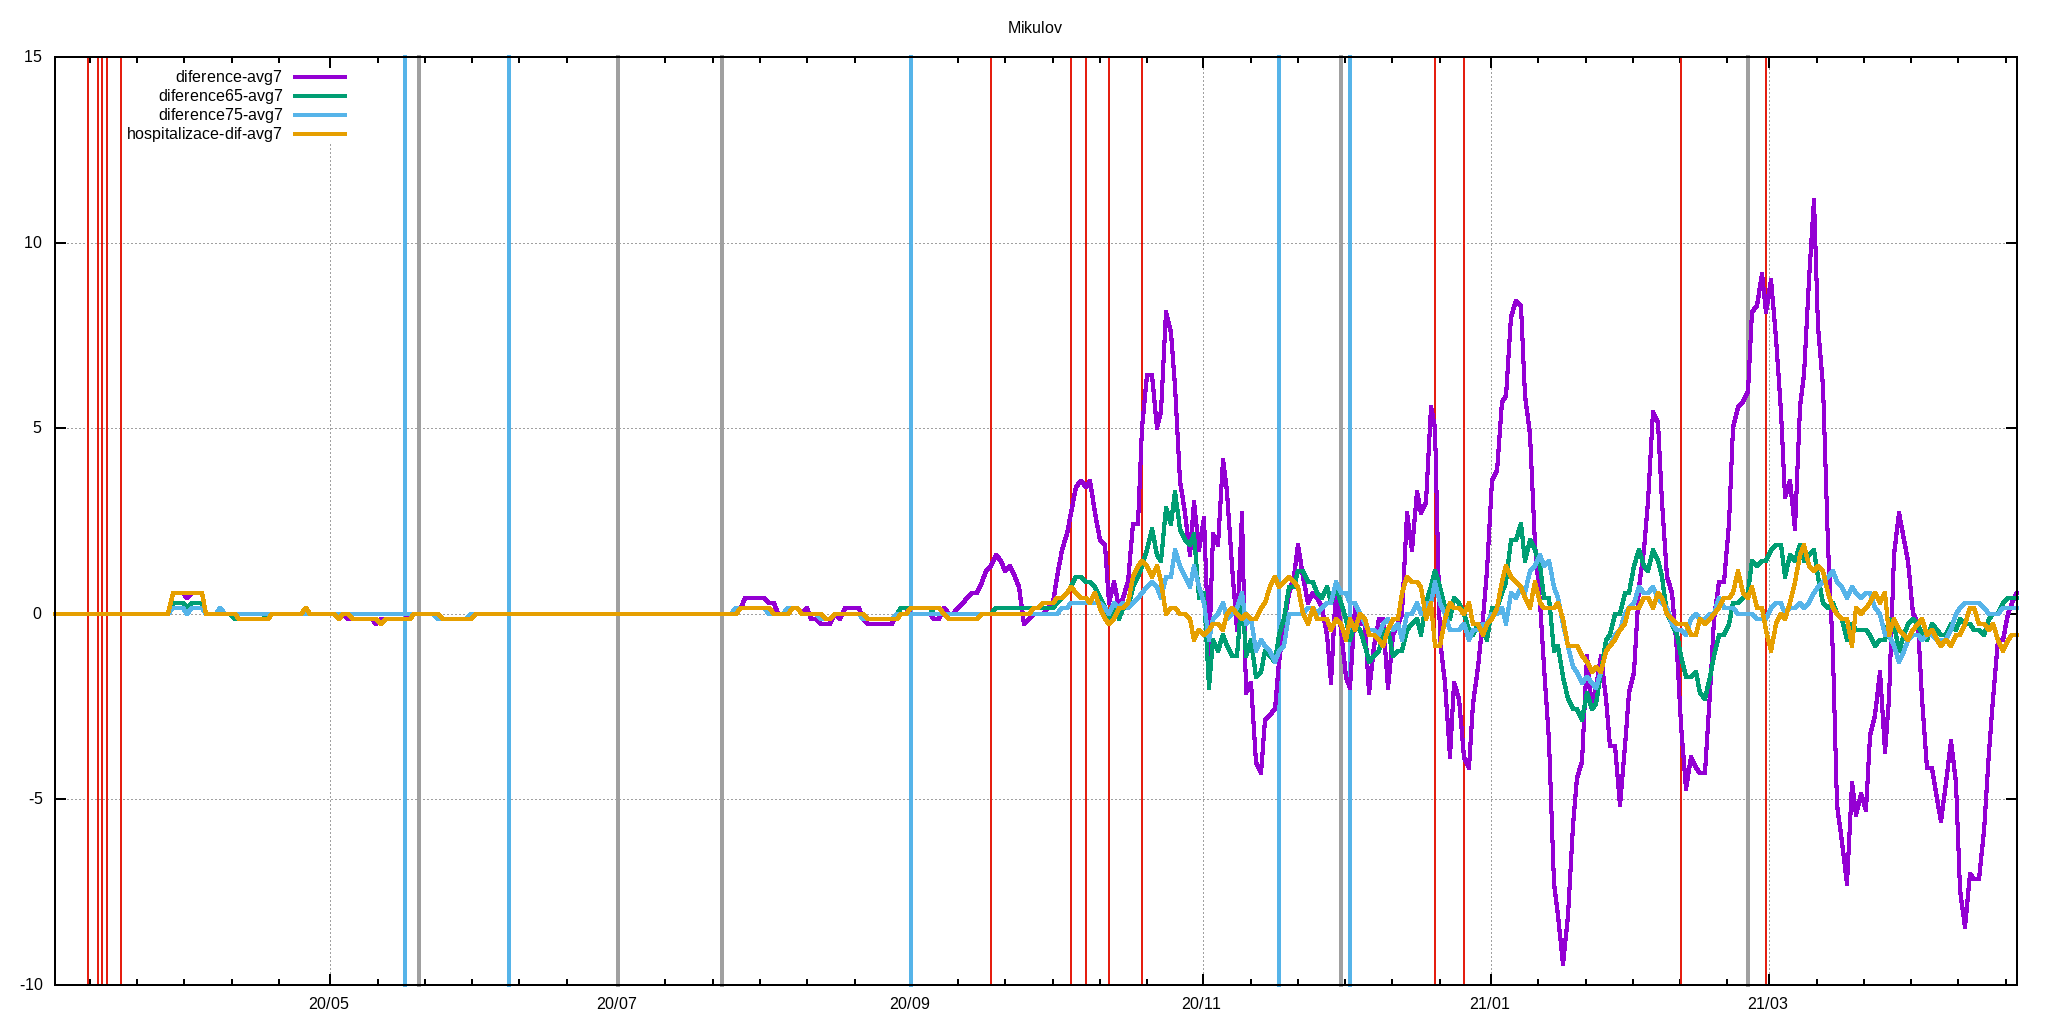 Mikulov
15
10
5
0
-5
-10
diference-avg7
diference65-avg7
diference75-avg7
hospitalizace-dif-avg7
20/05 20/07 20/09 20/11 21/01 21/03